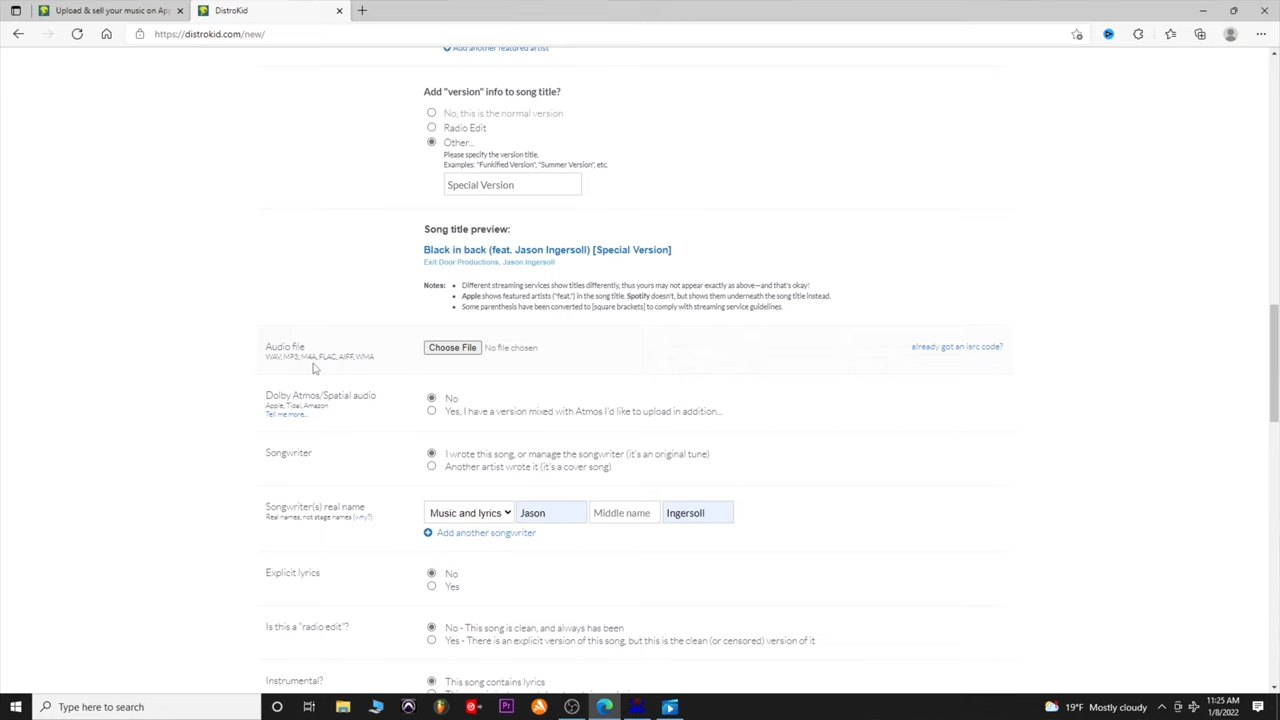 Upload & sell your music on App
DistroKid
https://distrokid.com/new/
Add another featured artist
Add "version" info to song title?
No, this is the normal version
Radio Edit
Other...
Please specify the version title.
Examples: "Funkified Version", "Summer Version", etc.
Special Version
Song title preview:
Black in back (feat. Jason Ingersoll) [Special Version]
Exit Door Productions, Jason Ingersoll
Notes: • Different streaming services show titles differently, thus yours may not appear exactly as above—and that's okay!
• Apple shows featured artists ("feat.") in the song title. Spotify doesn't, but shows them underneath the song title instead.
• Some parenthesis have been converted to [square brackets] to comply with streaming service guidelines.
Audio file
WAV, MP3, M4A, FLAC, AIFF, WMA
Choose File No file chosen
already got an isrc code?
Dolby Atmos/Spatial audio
Apple, Tidal, Amazon
Tell me more...
No
Yes, I have a version mixed with Atmos I'd like to upload in addition...
Songwriter
I wrote this song, or manage the songwriter (it's an original tune)
Another artist wrote it (it's a cover song)
Songwriter(s) real name
Real names, not stage names (why?)
Music and lyrics Jason Middle name Ingersoll
Add another songwriter
Explicit lyrics
No
Yes
Is this a "radio edit"?
No - This song is clean, and always has been
Yes - There is an explicit version of this song, but this is the clean (or censored) version of it
Instrumental?
This song contains lyrics
Type here to search
19°F Mostly cloudy
11:25 AM
1/8/2022